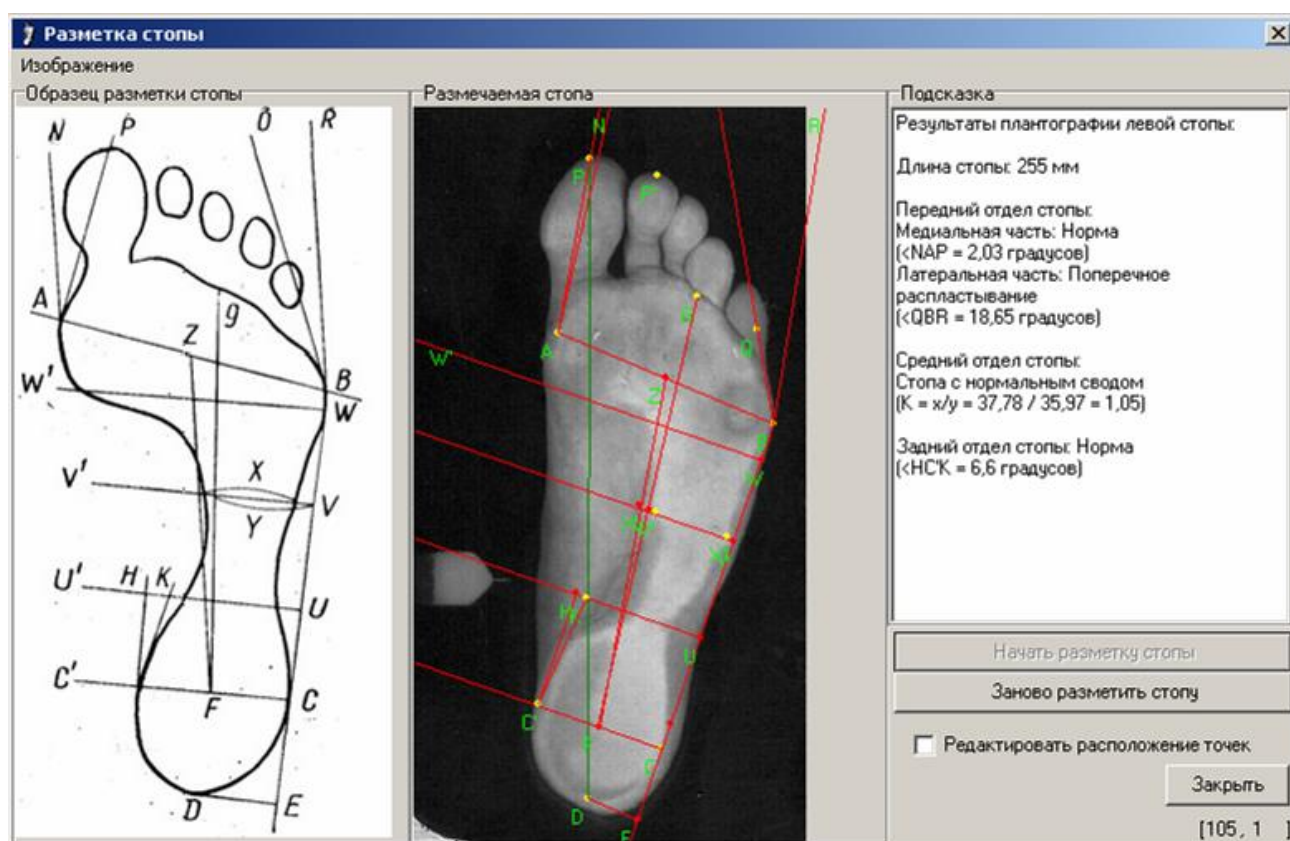 Разметка стопы
Изображение
Образец разметки стопы
N P O R
A
Z
g
B
W'
W
X
V'
V
Y
U'
H K
U
C'
F
C
D
E
Размечаемая стопа
N
R
P
P'
W'
A
Z
Q
W
U
C
D
Подсказка
Результаты плантографии левой стопы:
Длина стопы: 255 мм
Передний отдел стопы:
Медиальная часть: Норма
(<NAP = 2,03 градусов)
Латеральная часть: Поперечное
распластывание
(<QBR = 18,65 градусов)
Средний отдел стопы:
Стопа с нормальным сводом
(K = x/y = 37,78 / 35,97 = 1,05)
Задний отдел стопы: Норма
(<HC'K = 6,6 градусов)
Начать разметку стопы
Заново разметить стопу
Редактировать расположение точек
Закрыть
[105 , 1 ]